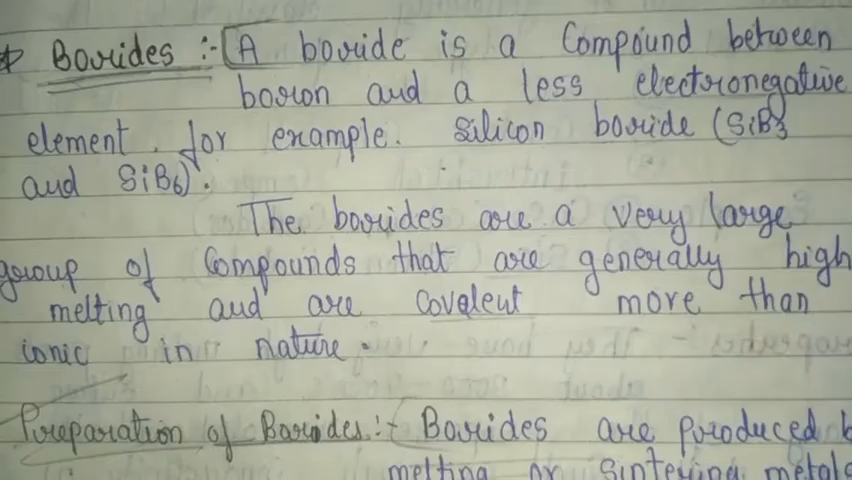 * Borides :- A boride is a Compound between
boron and a less electronegative
element. for example. Silicon boride (SiB3
and SiB6).
The borides are a very large
group of Compounds that are generally high
melting and are Covalent more than
ionic in nature.
Preparation of Borides :- Borides are produced b
melting or sintering metals